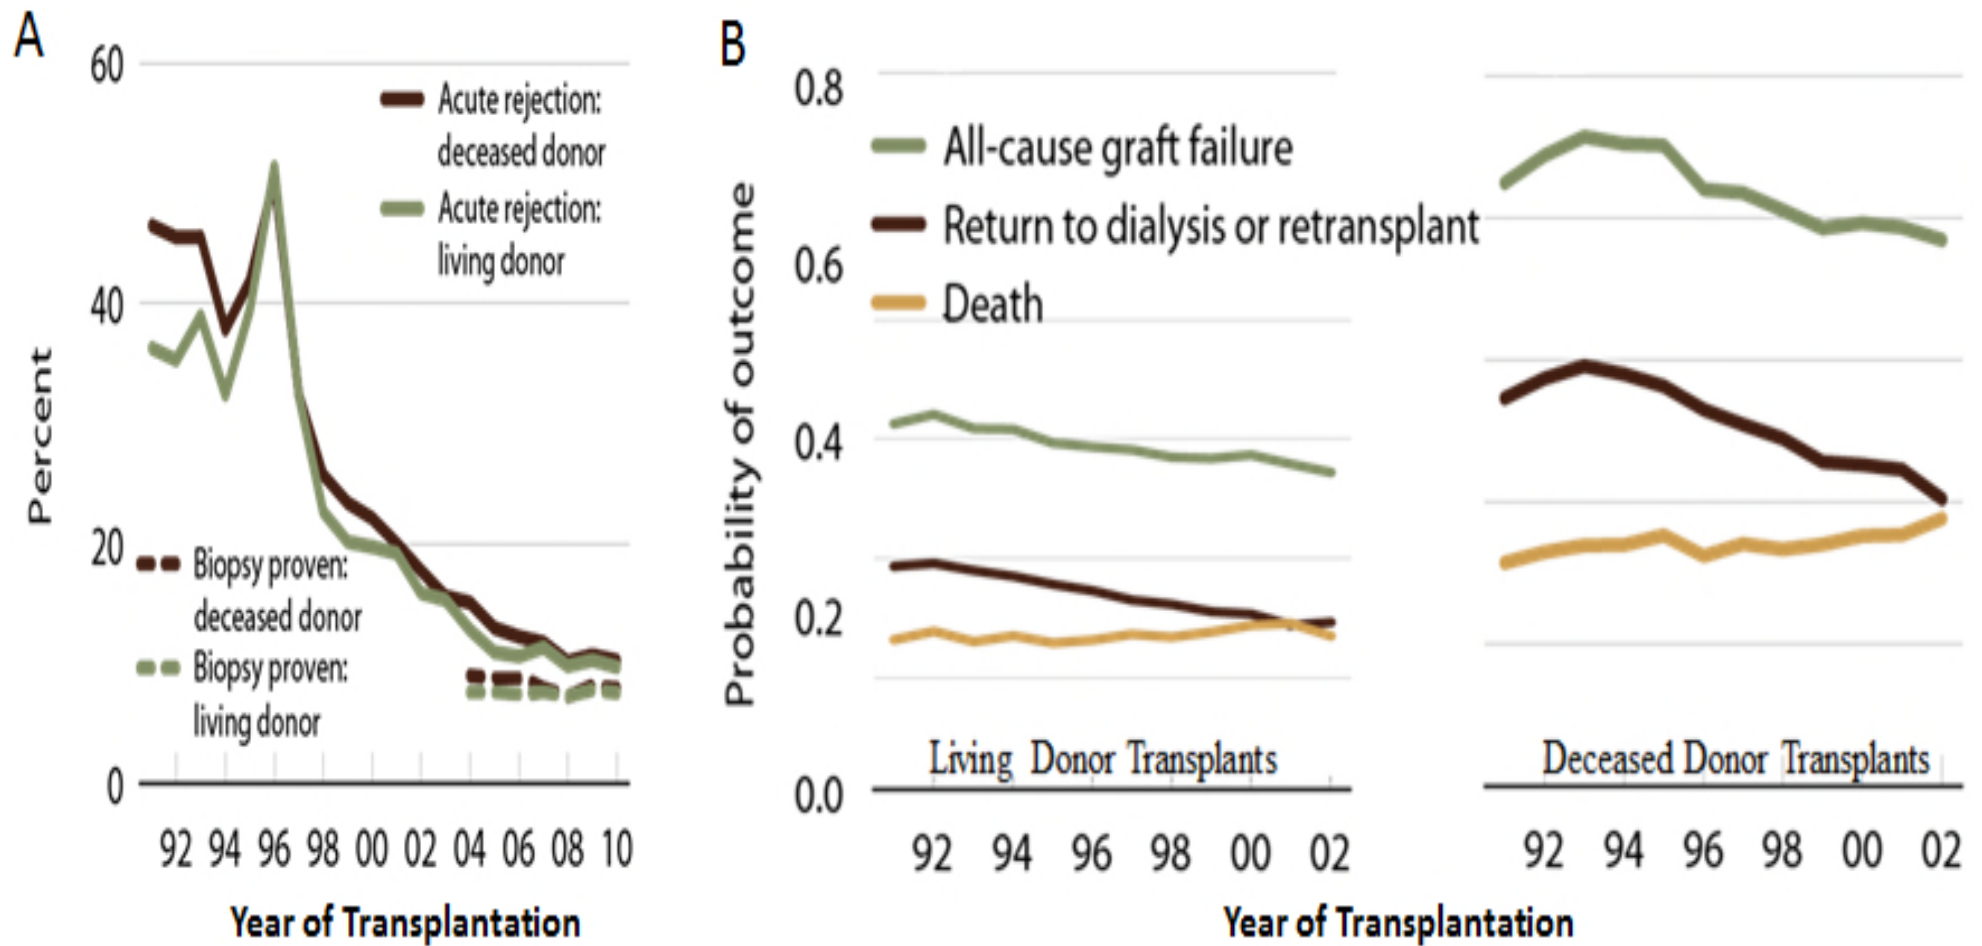 A
60
40
20
0
Percent
Acute rejection:
deceased donor
Acute rejection:
living donor
Biopsy proven:
deceased donor
Biopsy proven:
living donor
92 94 96 98 00 02 04 06 08 10
Year of Transplantation
B
0.8
0.6
0.4
0.2
0.0
Probability of outcome
All-cause graft failure
Return to dialysis or retransplant
Death
Living Donor Transplants
Deceased Donor Transplants
92 94 96 98 00 02
92 94 96 98 00 02
Year of Transplantation